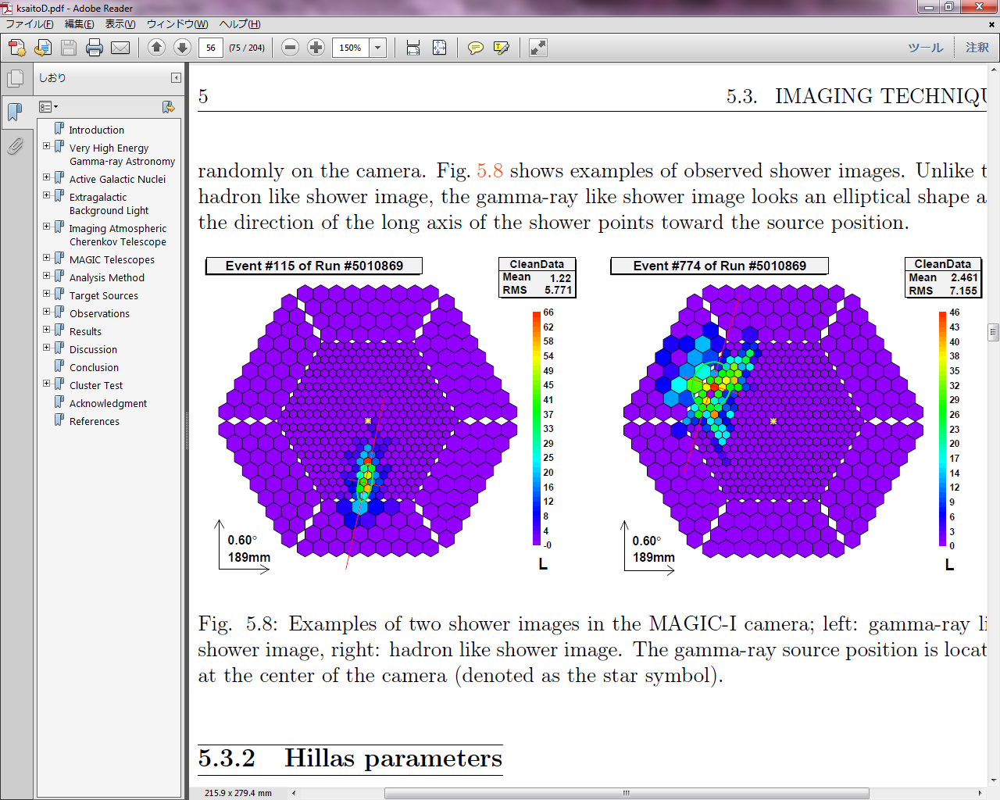 ksaitoD.pdf - Adobe Reader
ファイル(F) 編集(E) 表示(V) ウィンドウ(W) ヘルプ(H)
56 (75 / 204) 150% ツール 注釈
しおり
Introduction
Very High Energy
Gamma-ray Astronomy
Active Galactic Nuclei
Extragalactic
Background Light
Imaging Atmospheric
Cherenkov Telescope
MAGIC Telescopes
Analysis Method
Target Sources
Observations
Results
Discussion
Conclusion
Cluster Test
Acknowledgment
References
5 5.3. IMAGING TECHNIQU
randomly on the camera. Fig. 5.8 shows examples of observed shower images. Unlike t
hadron like shower image, the gamma-ray like shower image looks an elliptical shape a
the direction of the long axis of the shower points toward the source position.
Event #115 of Run #5010869
CleanData
Mean 1.22
RMS 5.771
66
62
58
54
49
45
41
37
33
29
25
20
16
12
8
4
-0
L
0.60°
189mm
Event #774 of Run #5010869
CleanData
Mean 2.461
RMS 7.155
46
43
40
38
35
32
29
26
23
20
17
14
12
9
6
3
0
L
0.60°
189mm
Fig. 5.8: Examples of two shower images in the MAGIC-I camera; left: gamma-ray li
shower image, right: hadron like shower image. The gamma-ray source position is locat
at the center of the camera (denoted as the star symbol).
5.3.2 Hillas parameters
215.9 x 279.4 mm